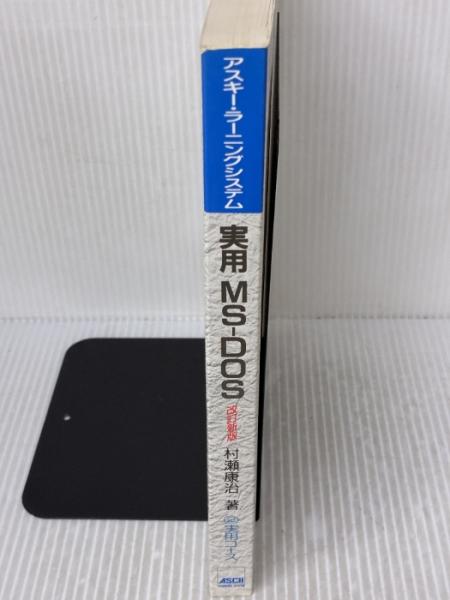 アスキー・ラーニングシステム
実用 MS-DOS
改訂新版
村瀬康治 著
実用コース
ASCII